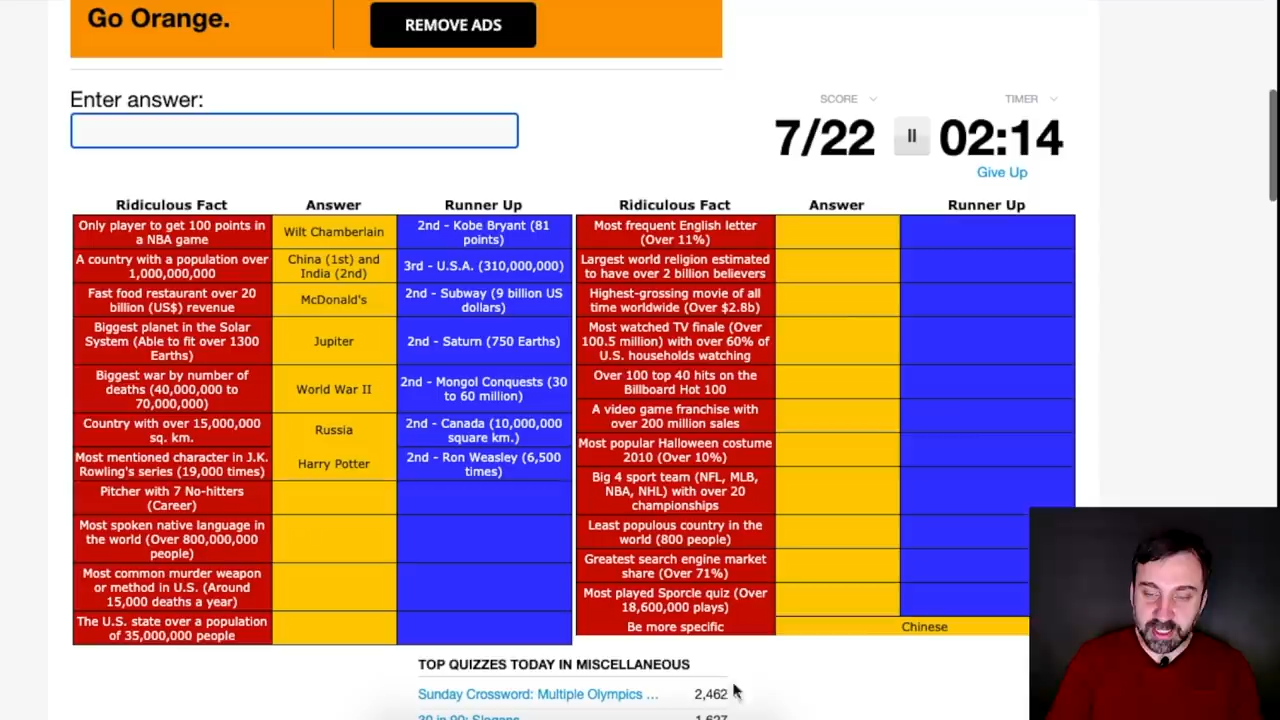 Go Orange.
REMOVE ADS
Enter answer:
SCORE
TIMER
7/22
02:14
Give Up
Ridiculous Fact Answer Runner Up
Only player to get 100 points in
a NBA game
Wilt Chamberlain
2nd - Kobe Bryant (81
points)
A country with a population over
1,000,000,000
China (1st) and
India (2nd)
3rd - U.S.A. (310,000,000)
Fast food restaurant over 20
billion (US$) revenue
McDonald's
2nd - Subway (9 billion US
dollars)
Biggest planet in the Solar
System (Able to fit over 1300
Earths)
Jupiter
2nd - Saturn (750 Earths)
Biggest war by number of
deaths (40,000,000 to
70,000,000)
World War II
2nd - Mongol Conquests (30
to 60 million)
Country with over 15,000,000
sq. km.
Russia
2nd - Canada (10,000,000
square km.)
Most mentioned character in J.K.
Rowling's series (19,000 times)
Harry Potter
2nd - Ron Weasley (6,500
times)
Pitcher with 7 No-hitters
(Career)
Most spoken native language in
the world (Over 800,000,000
people)
Most common murder weapon
or method in U.S. (Around
15,000 deaths a year)
The U.S. state over a population
of 35,000,000 people
Ridiculous Fact Answer Runner Up
Most frequent English letter
(Over 11%)
Largest world religion estimated
to have over 2 billion believers
Highest-grossing movie of all
time worldwide (Over $2.8b)
Most watched TV finale (Over
100.5 million) with over 60% of
U.S. households watching
Over 100 top 40 hits on the
Billboard Hot 100
A video game franchise with
over 200 million sales
Most popular Halloween costume
2010 (Over 10%)
Big 4 sport team (NFL, MLB,
NBA, NHL) with over 20
championships
Least populous country in the
world (800 people)
Greatest search engine market
share (Over 71%)
Most played Sporcle quiz (Over
18,600,000 plays)
Be more specific
Chinese
TOP QUIZZES TODAY IN MISCELLANEOUS
Sunday Crossword: Multiple Olympics ... 2,462
30 in 90: Slogans 1,627